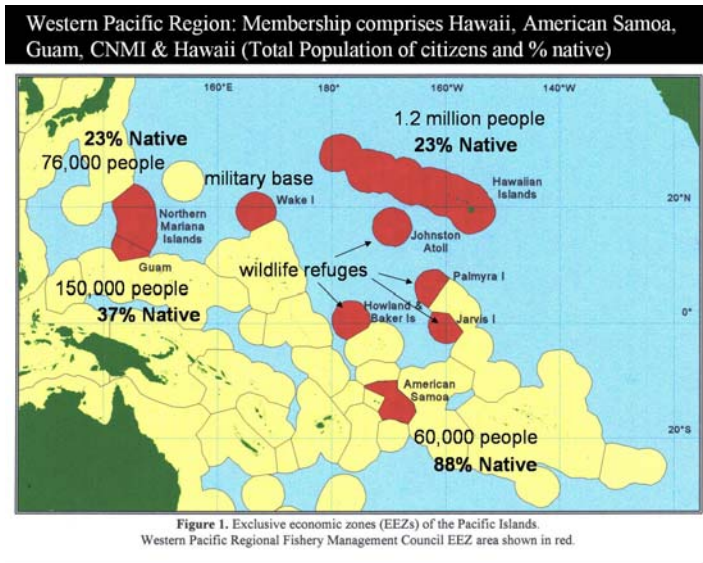 Western Pacific Region: Membership comprises Hawaii, American Samoa,
Guam, CNMI & Hawaii (Total Population of citizens and % native)
160°E
180°
160°W
140°W
1.2 million people
23% Native
23% Native
76,000 people
military base
Wake I
Hawaiian
Islands
20°N
Northern
Mariana
Islands
Johnston
Atoll
Guam
wildlife refuges
Palmyra I
150,000 people
37% Native
Howland &
Baker Is
Jarvis I
0°
American
Samoa
60,000 people
88% Native
20°S
Figure 1. Exclusive economic zones (EEZs) of the Pacific Islands.
Western Pacific Regional Fishery Management Council EEZ area shown in red.